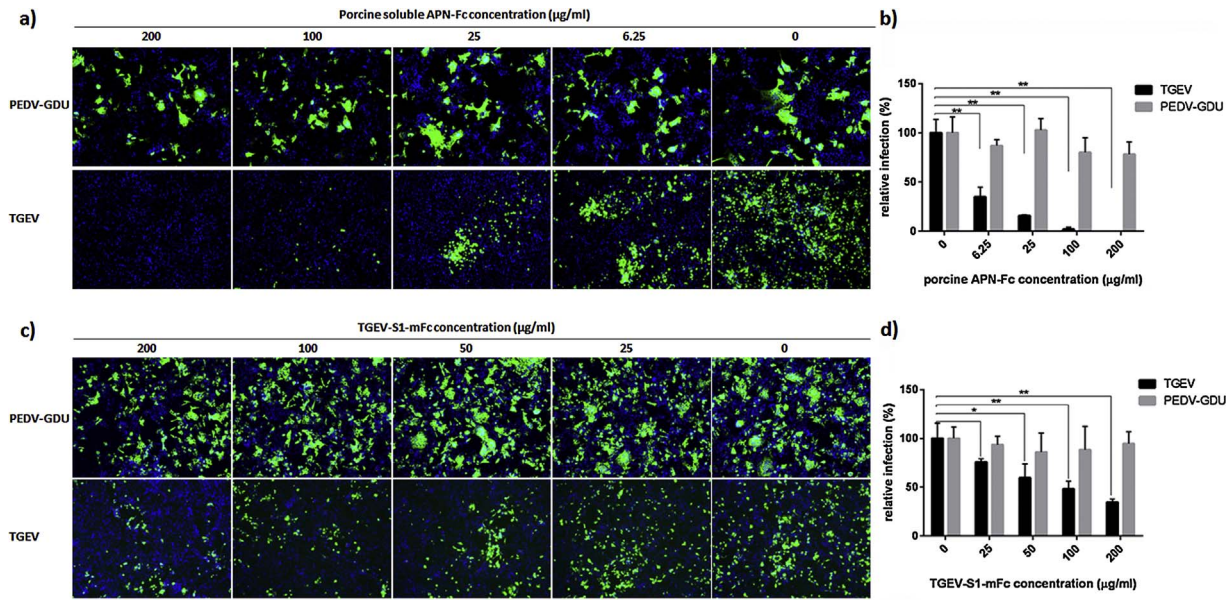 a)
Porcine soluble APN-Fc concentration (μg/ml)
200 100 25 6.25 0
PEDV-GDU
TGEV
b)
TGEV
PEDV-GDU
relative infection (%)
150
100
50
0
**
**
**
**
0 6.25 25 100 200
porcine APN-Fc concentration (μg/ml)
c)
TGEV-S1-mFc concentration (μg/ml)
200 100 50 25 0
PEDV-GDU
TGEV
d)
TGEV
PEDV-GDU
relative infection (%)
150
100
50
0
**
**
*
0 25 50 100 200
TGEV-S1-mFc concentration (μg/ml)